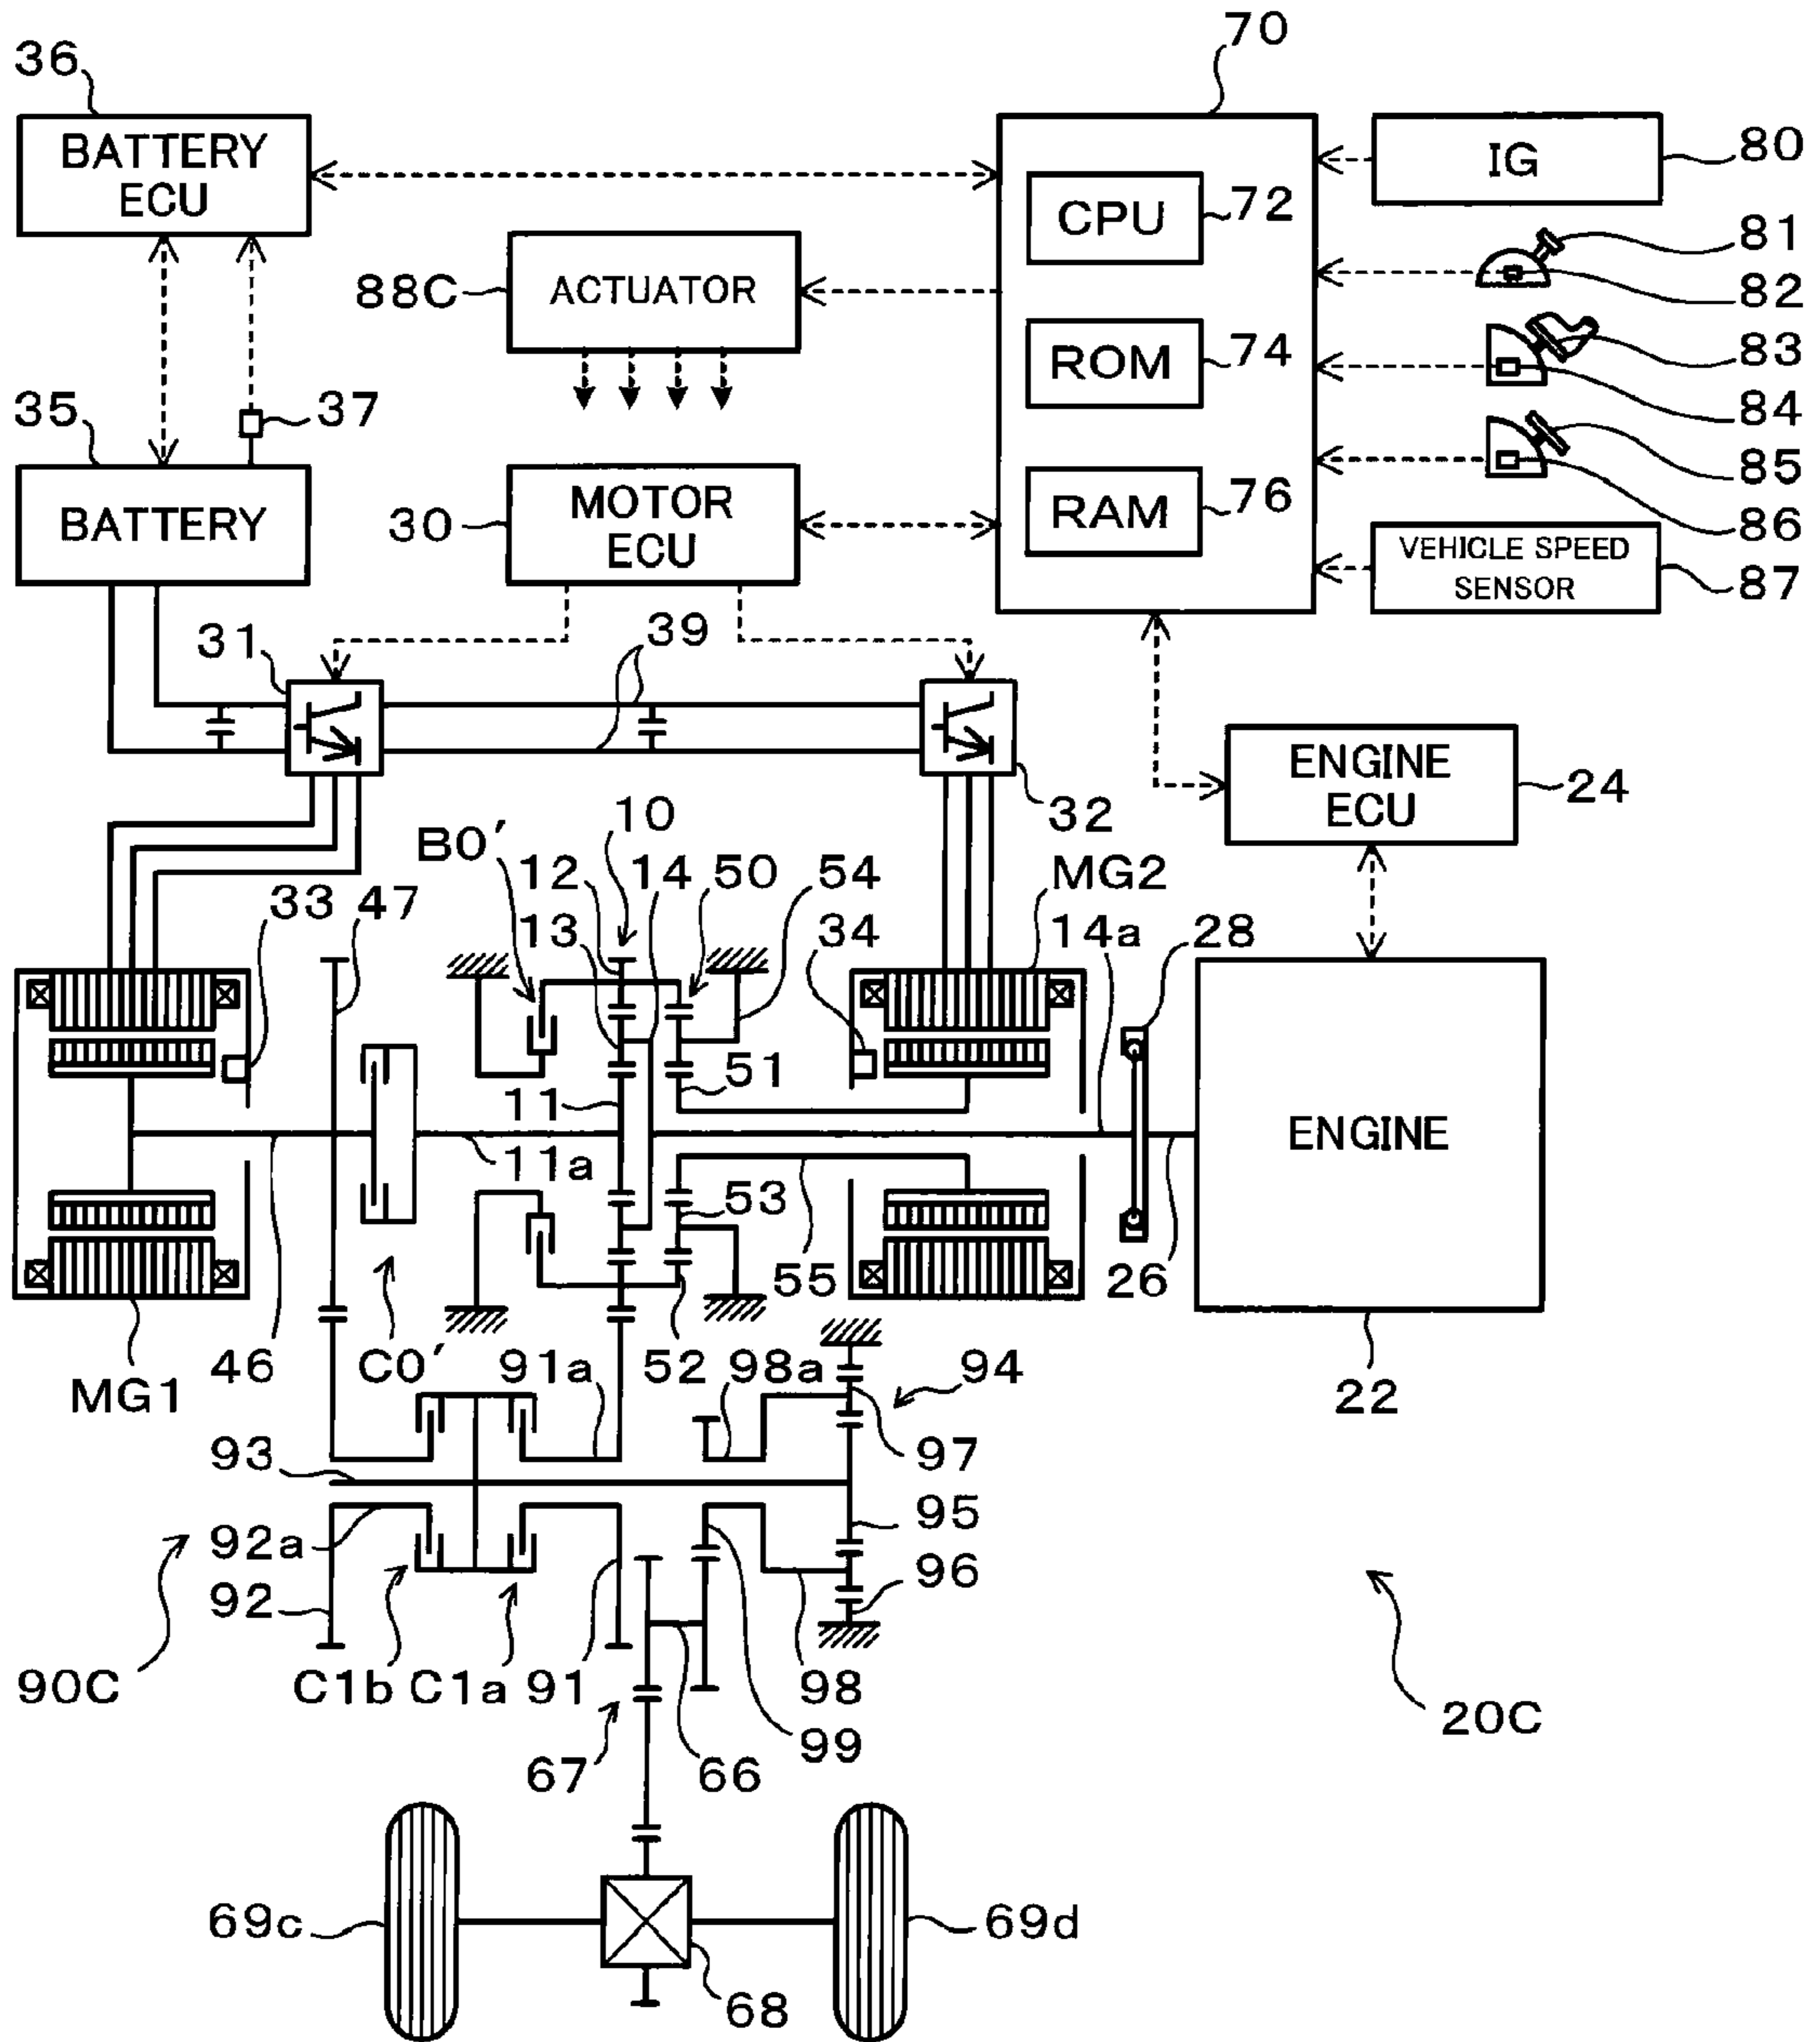 70
36
BATTERY
ECU
IG
80
CPU
72
81
82
88C
ACTUATOR
ROM
74
83
84
37
35
BATTERY
30
MOTOR
ECU
RAM
76
85
86
VEHICLE SPEED
SENSOR
87
31
39
32
ENGINE
ECU
24
10
B0′
12
14
50
54
MG2
33
47
13
34
14a
28
51
11
11a
ENGINE
53
55
26
46
C0′
91a
52
98a
94
22
MG1
93
97
92a
95
92
96
90C
C1b
C1a
91
98
20C
99
67
66
69c
69d
68